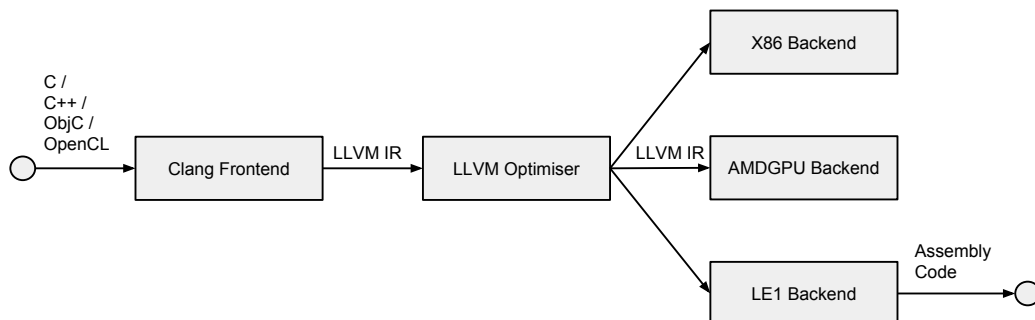 X86 Backend
C /
C++ /
ObjC /
OpenCL
Clang Frontend
LLVM IR
LLVM Optimiser
LLVM IR
AMDGPU Backend
Assembly
Code
LE1 Backend